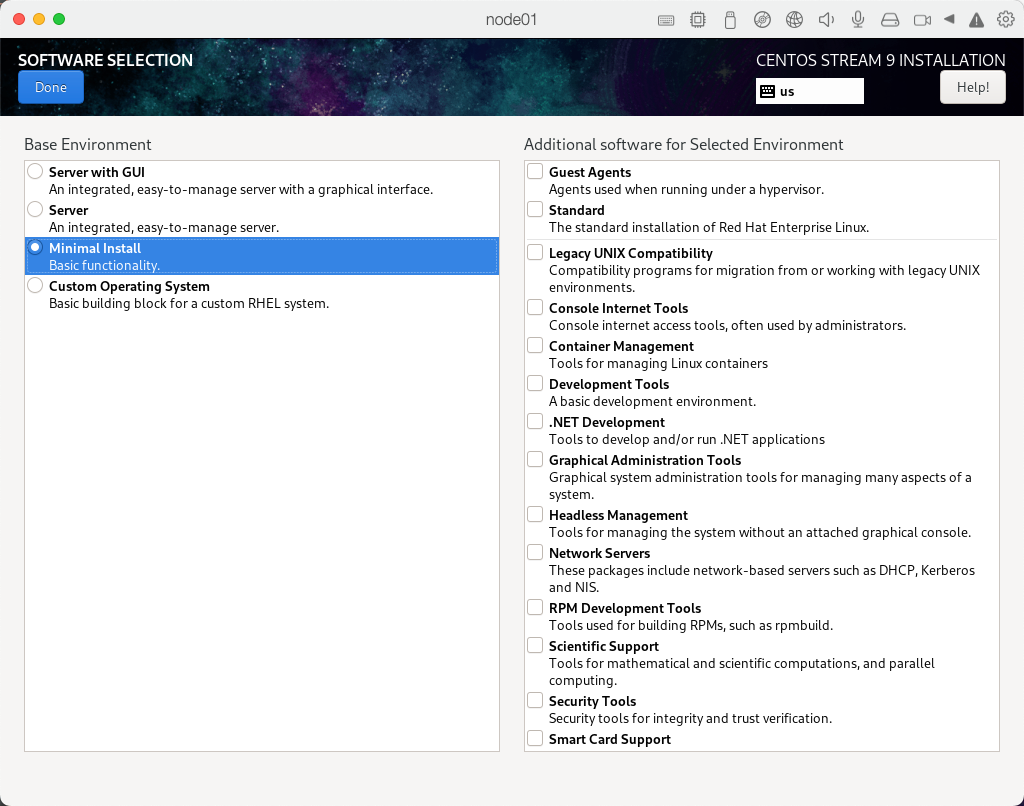 node01
SOFTWARE SELECTION
CENTOS STREAM 9 INSTALLATION
Done
us
Help!
Base Environment
Server with GUI
An integrated, easy-to-manage server with a graphical interface.
Server
An integrated, easy-to-manage server.
Minimal Install
Basic functionality.
Custom Operating System
Basic building block for a custom RHEL system.
Additional software for Selected Environment
Guest Agents
Agents used when running under a hypervisor.
Standard
The standard installation of Red Hat Enterprise Linux.
Legacy UNIX Compatibility
Compatibility programs for migration from or working with legacy UNIX
environments.
Console Internet Tools
Console internet access tools, often used by administrators.
Container Management
Tools for managing Linux containers
Development Tools
A basic development environment.
.NET Development
Tools to develop and/or run .NET applications
Graphical Administration Tools
Graphical system administration tools for managing many aspects of a
system.
Headless Management
Tools for managing the system without an attached graphical console.
Network Servers
These packages include network-based servers such as DHCP, Kerberos
and NIS.
RPM Development Tools
Tools used for building RPMs, such as rpmbuild.
Scientific Support
Tools for mathematical and scientific computations, and parallel
computing.
Security Tools
Security tools for integrity and trust verification.
Smart Card Support